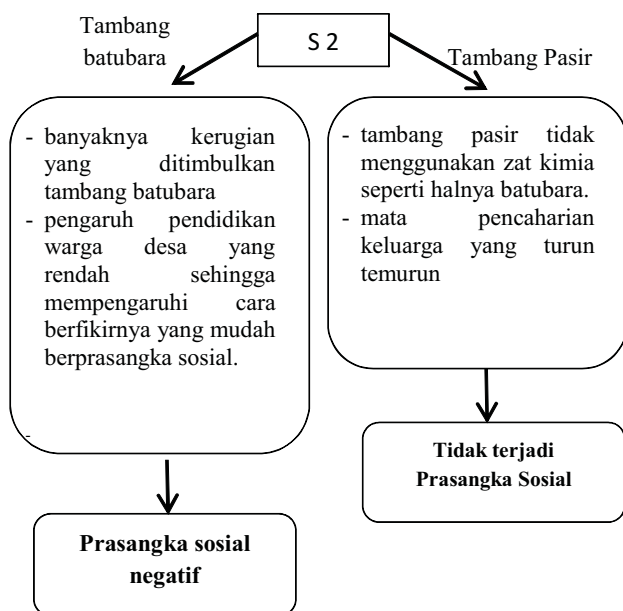 Tambang
batubara
S 2
Tambang Pasir
- banyaknya kerugian
yang ditimbulkan
tambang batubara
- pengaruh pendidikan
warga desa yang
rendah sehingga
mempengaruhi cara
berfikirnya yang mudah
berprasangka sosial.
-
- tambang pasir tidak
menggunakan zat kimia
seperti halnya batubara.
- mata pencaharian
keluarga yang turun
temurun
Tidak terjadi
Prasangka Sosial
Prasangka sosial
negatif